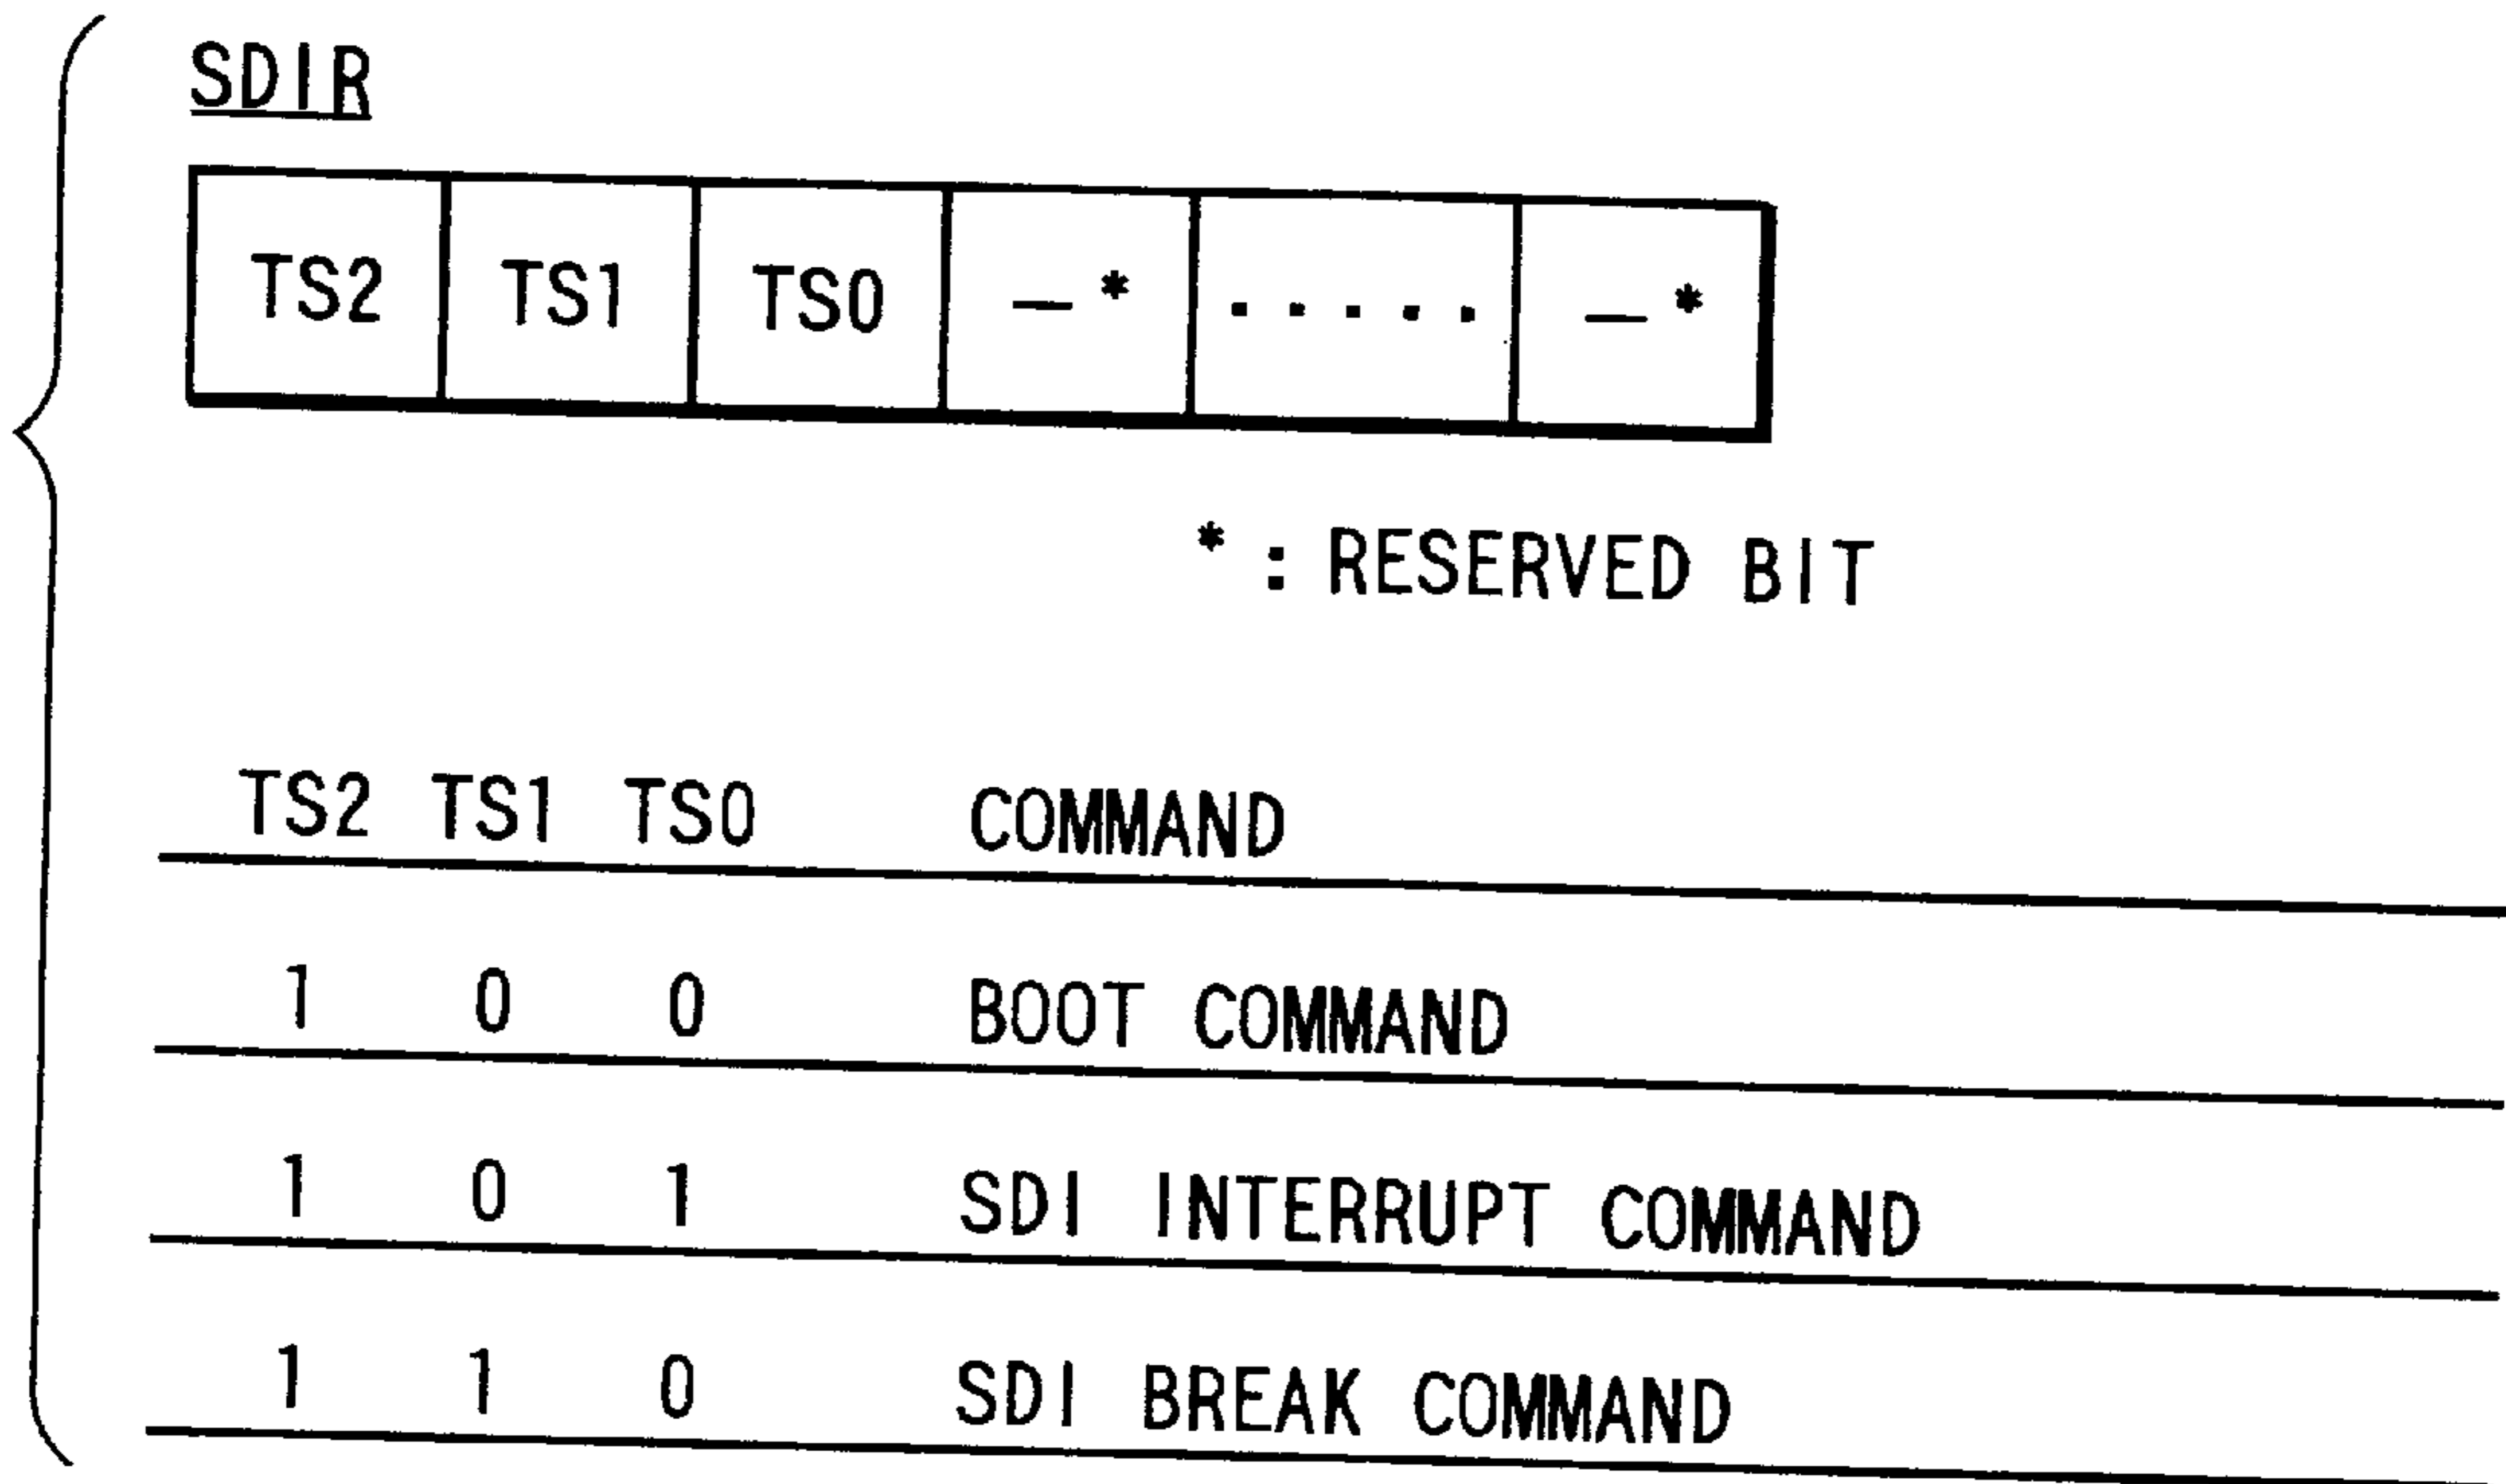 SDIR
TS2 TS1 TS0 —* ..... —*
* : RESERVED BIT
TS2 TS1 TS0 COMMAND
1 0 0 BOOT COMMAND
1 0 1 SDI INTERRUPT COMMAND
1 1 0 SDI BREAK COMMAND